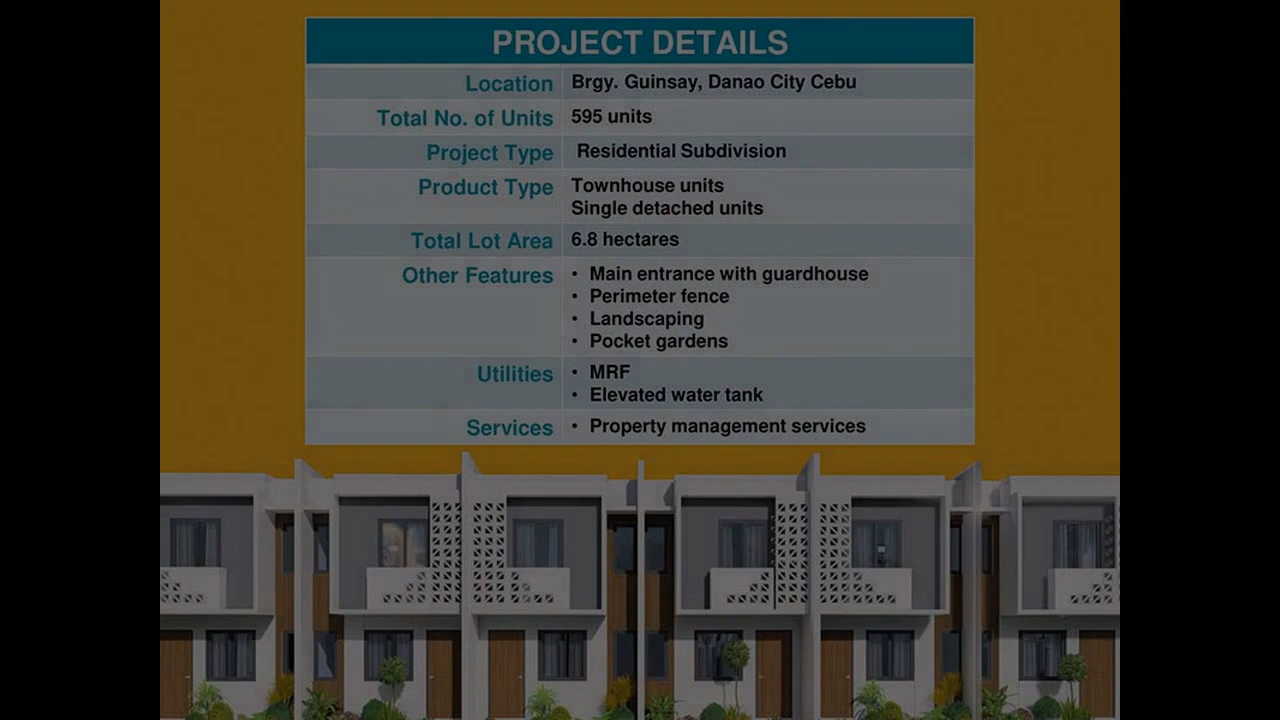 PROJECT DETAILS
Location Brgy. Guinsay, Danao City Cebu
Total No. of Units 595 units
Project Type Residential Subdivision
Product Type Townhouse units
Single detached units
Total Lot Area 6.8 hectares
Other Features • Main entrance with guardhouse
• Perimeter fence
• Landscaping
• Pocket gardens
Utilities • MRF
• Elevated water tank
Services • Property management services